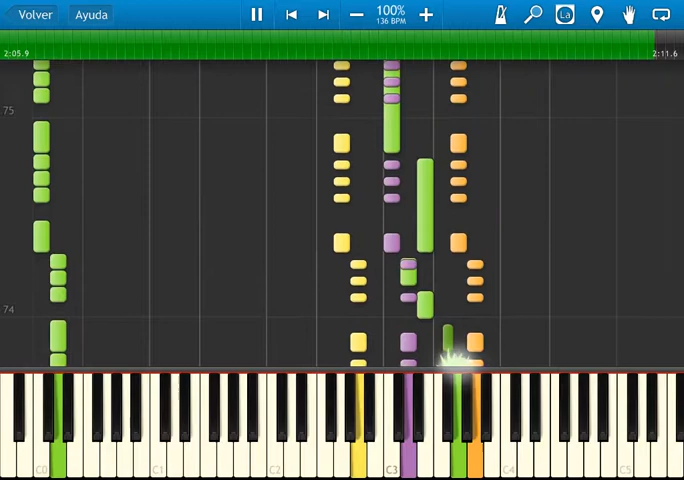 Volver Ayuda 100% La
136 BPM
2:05.9 2:11.6
75
74
C0 C1 C2 C3 C4 C5